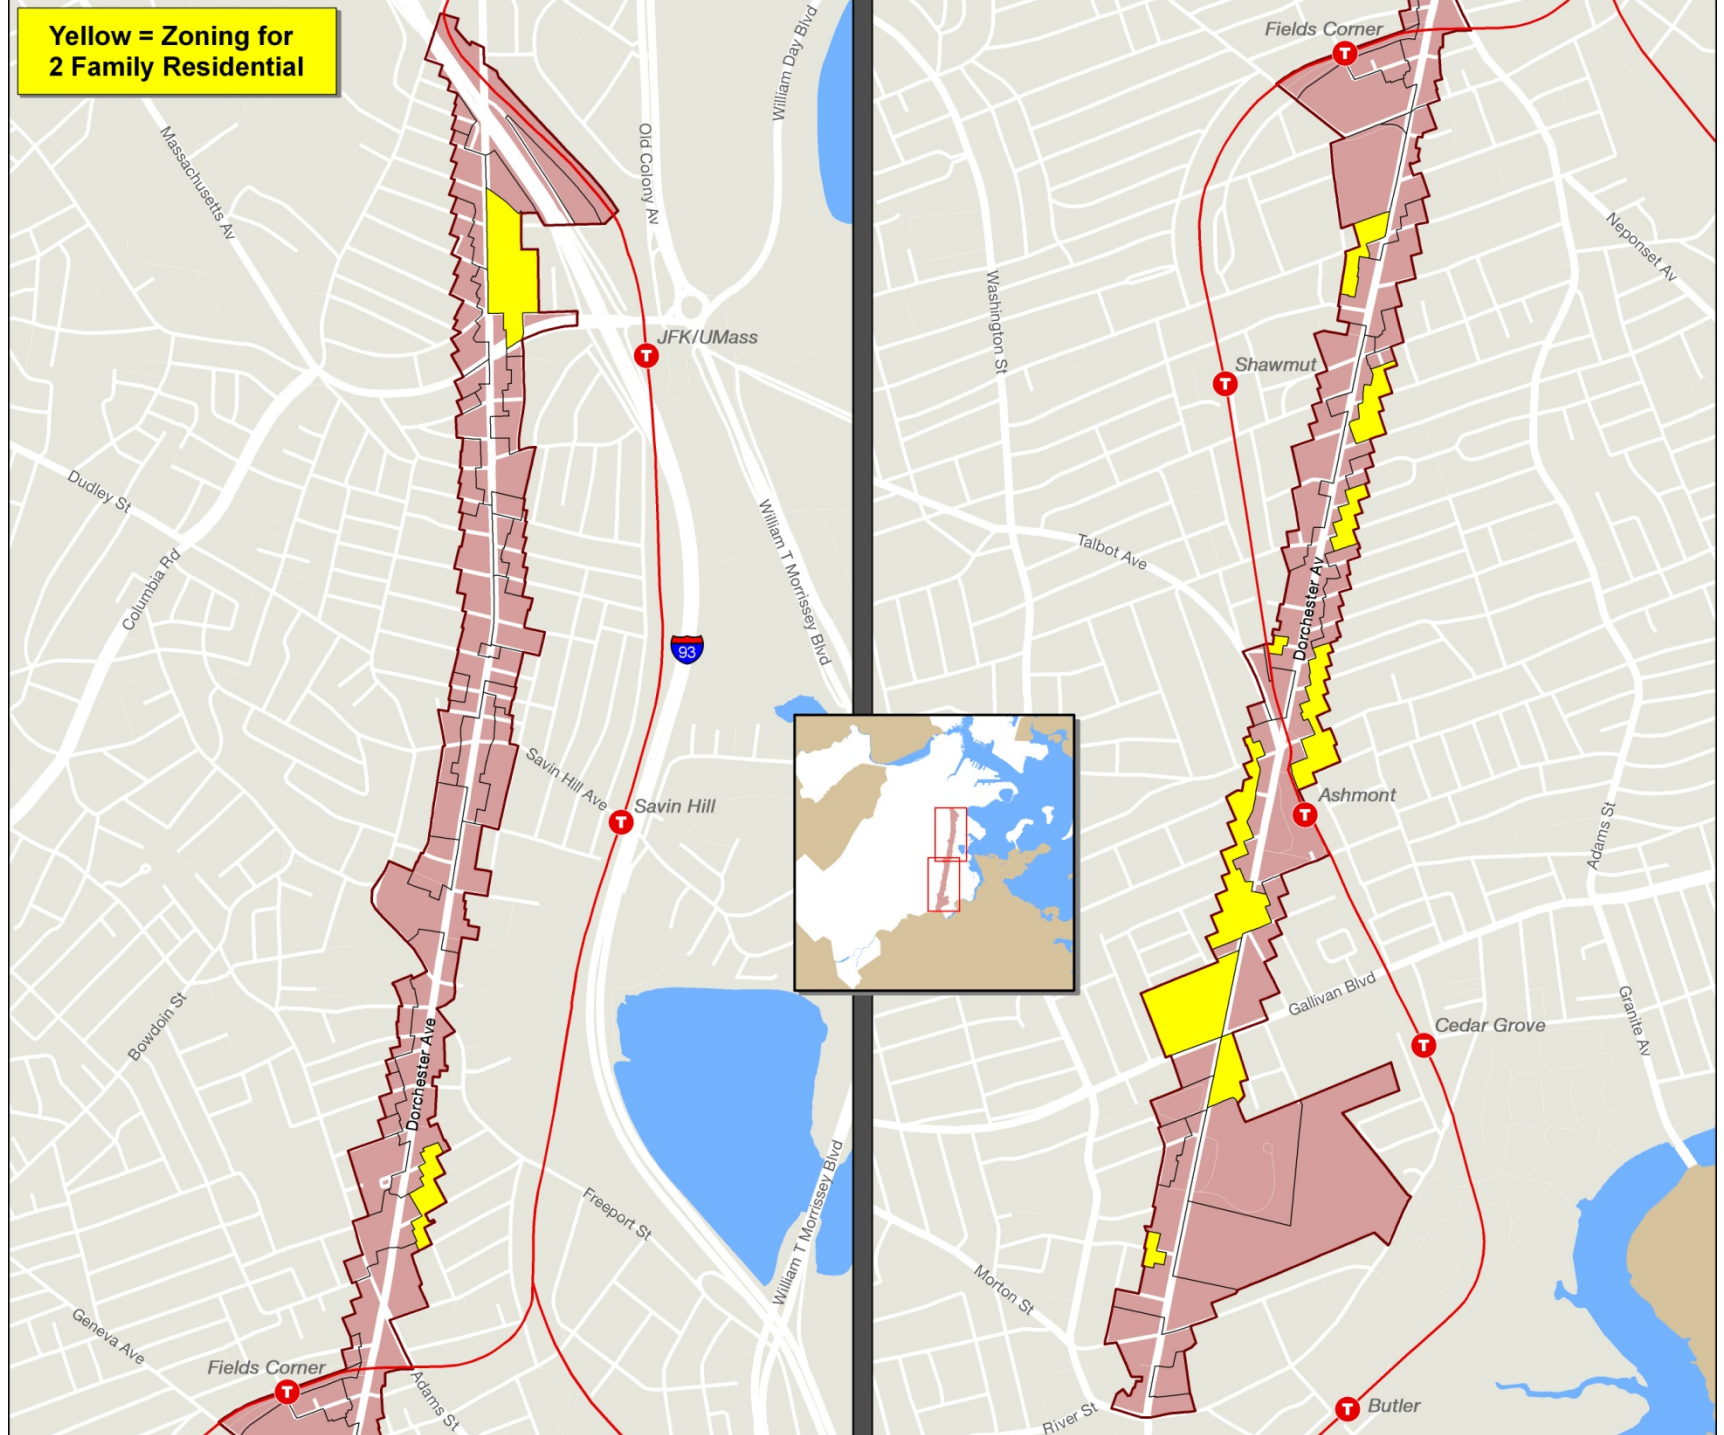 Yellow = Zoning for
2 Family Residential
Massachusetts Av
Old Colony Av
William Day Blvd
T
JFK/UMass
Dudley St
Columbia Rd
William T Morrissey Blvd
93
Savin Hill Ave
T
Savin Hill
Bowdoin St
Dorchester Ave
Freeport St
William T Morrissey Blvd
Geneva Ave
Fields Corner
T
Adams St
Fields Corner
T
Neponset Av
Washington St
Shawmut
T
Talbot Ave
Dorchester Av
Ashmont
T
Adams St
Gallivan Blvd
Granite Av
Cedar Grove
T
Morton St
River St
T
Butler